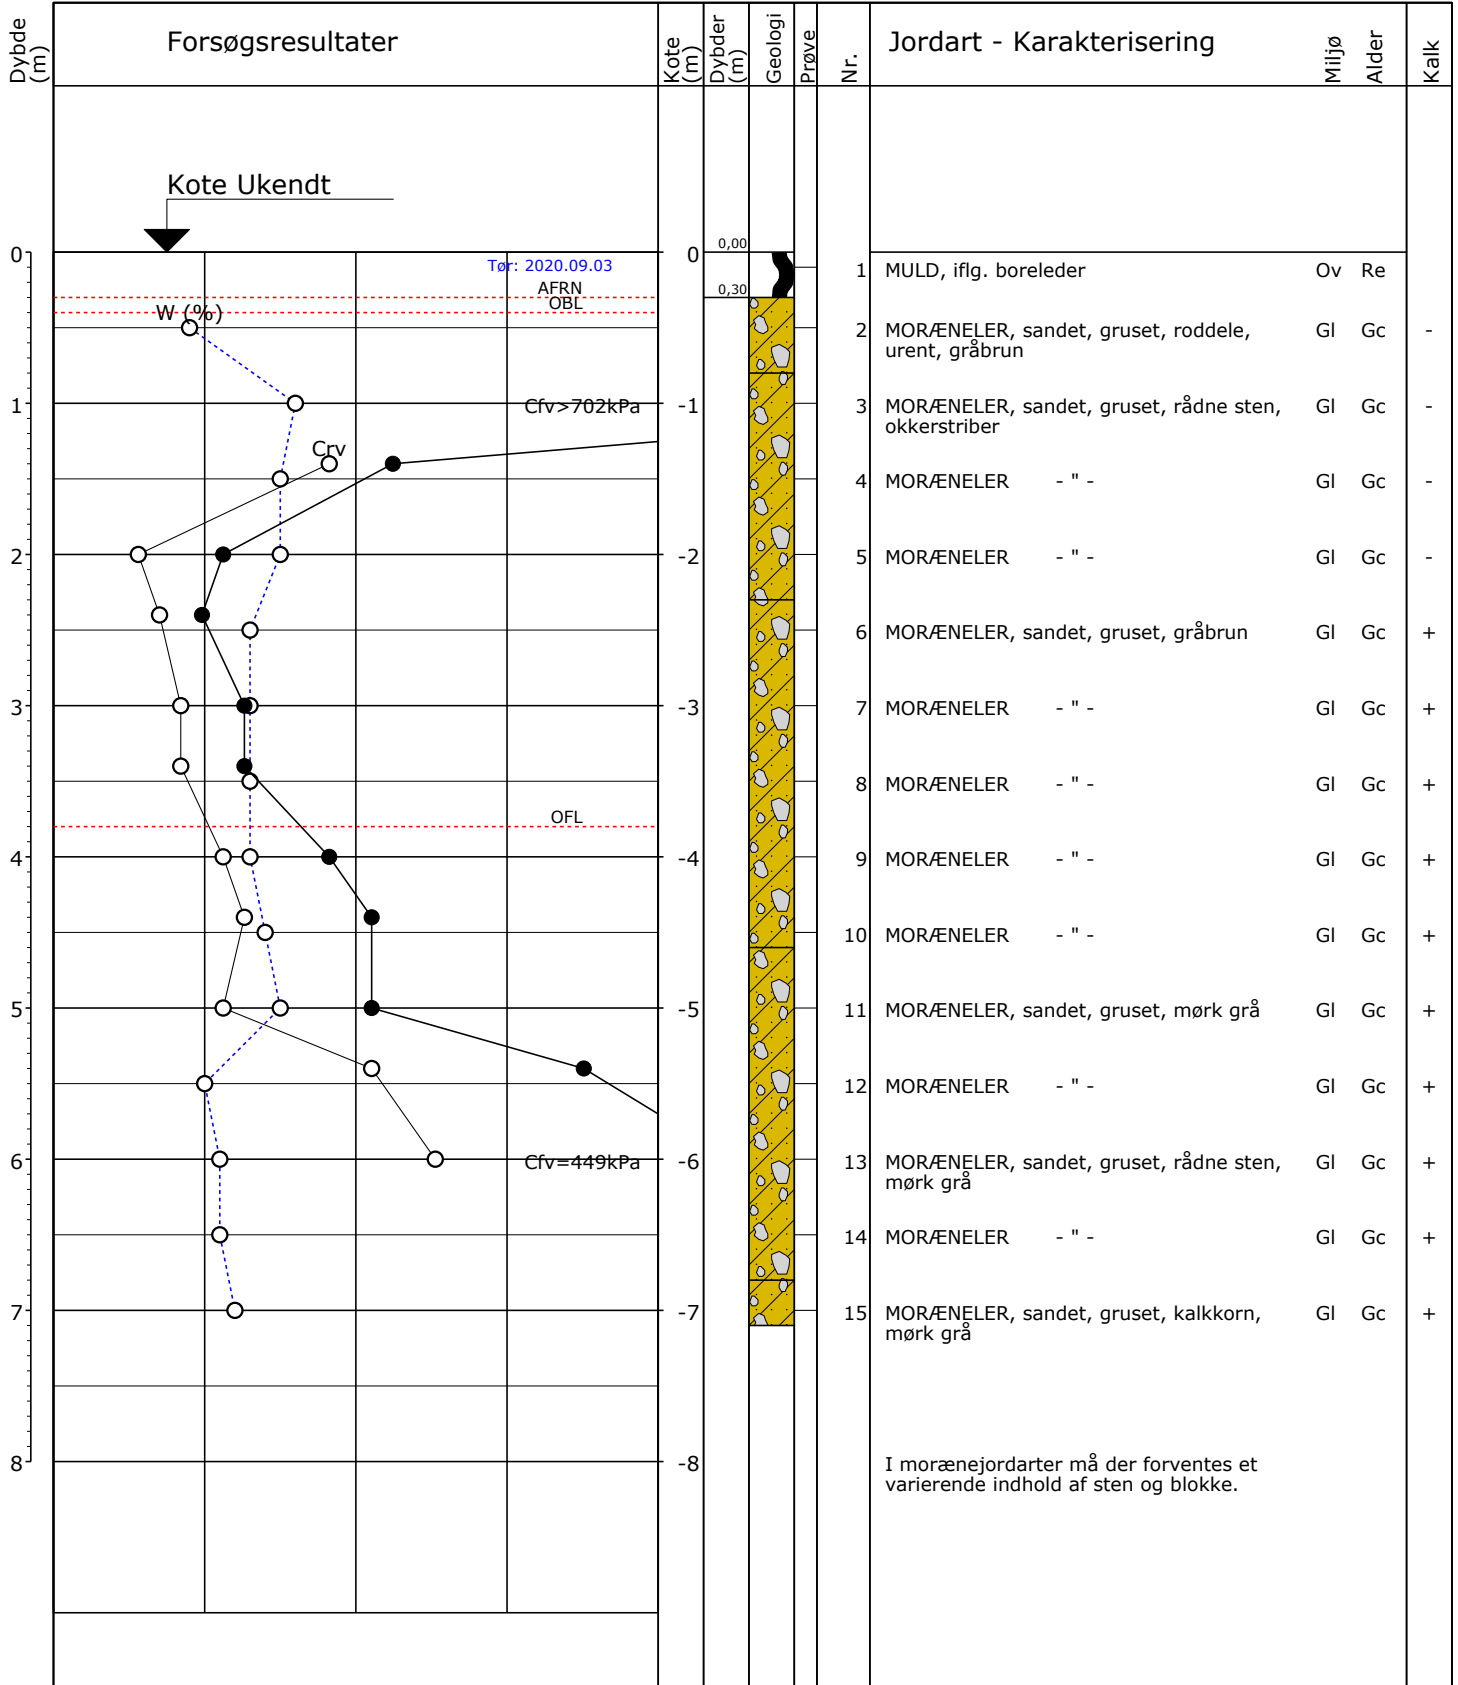 Dybde (m)
Forsøgsresultater
Kote (m)
Dybder (m)
Geologi
Prøve
Nr.
Jordart - Karakterisering
Miljø
Alder
Kalk
Kote Ukendt
0
0
0,00
Tør: 2020.09.03
1 MULD, iflg. boreleder Ov Re
AFRN
0,30
OBL
W (%)
2 MORÆNELER, sandet, gruset, roddele, Gl Gc -
urent, gråbrun
1
Cfv>702kPa
-1
3 MORÆNELER, sandet, gruset, rådne sten, Gl Gc -
okkerstriber
Crv
4 MORÆNELER - " - Gl Gc -
2
-2
5 MORÆNELER - " - Gl Gc -
6 MORÆNELER, sandet, gruset, gråbrun Gl Gc +
3
-3
7 MORÆNELER - " - Gl Gc +
8 MORÆNELER - " - Gl Gc +
OFL
4
-4
9 MORÆNELER - " - Gl Gc +
10 MORÆNELER - " - Gl Gc +
5
-5
11 MORÆNELER, sandet, gruset, mørk grå Gl Gc +
12 MORÆNELER - " - Gl Gc +
6
Cfv=449kPa
-6
13 MORÆNELER, sandet, gruset, rådne sten, Gl Gc +
mørk grå
14 MORÆNELER - " - Gl Gc +
7
-7
15 MORÆNELER, sandet, gruset, kalkkorn, Gl Gc +
mørk grå
8
-8
I morænejordarter må der forventes et
varierende indhold af sten og blokke.